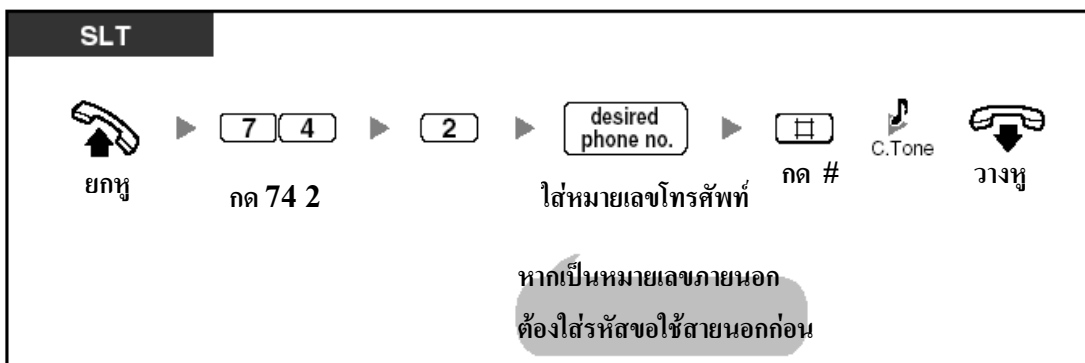 SLT
7 4 2 desired phone no. # C.Tone
ยกหู กด 74 2 ใส่หมายเลขโทรศัพท์ กด # วางหู
หากเป็นหมายเลขภายนอก
ต้องใส่รหัสขอใช้สายนอกก่อน